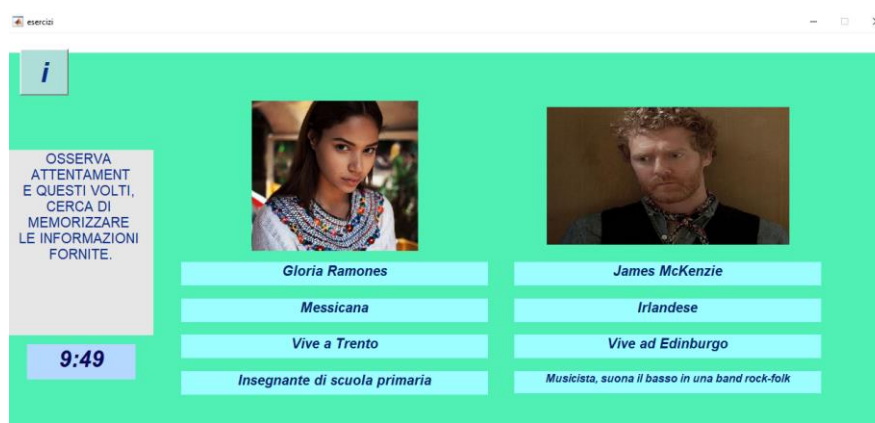 esercizi
i
OSSERVA
ATTENTAMENT
E QUESTI VOLTI,
CERCA DI
MEMORIZZARE
LE INFORMAZIONI
FORNITE.
9:49
Gloria Ramones
Messicana
Vive a Trento
Insegnante di scuola primaria
James McKenzie
Irlandese
Vive ad Edinburgo
Musicista, suona il basso in una band rock-folk